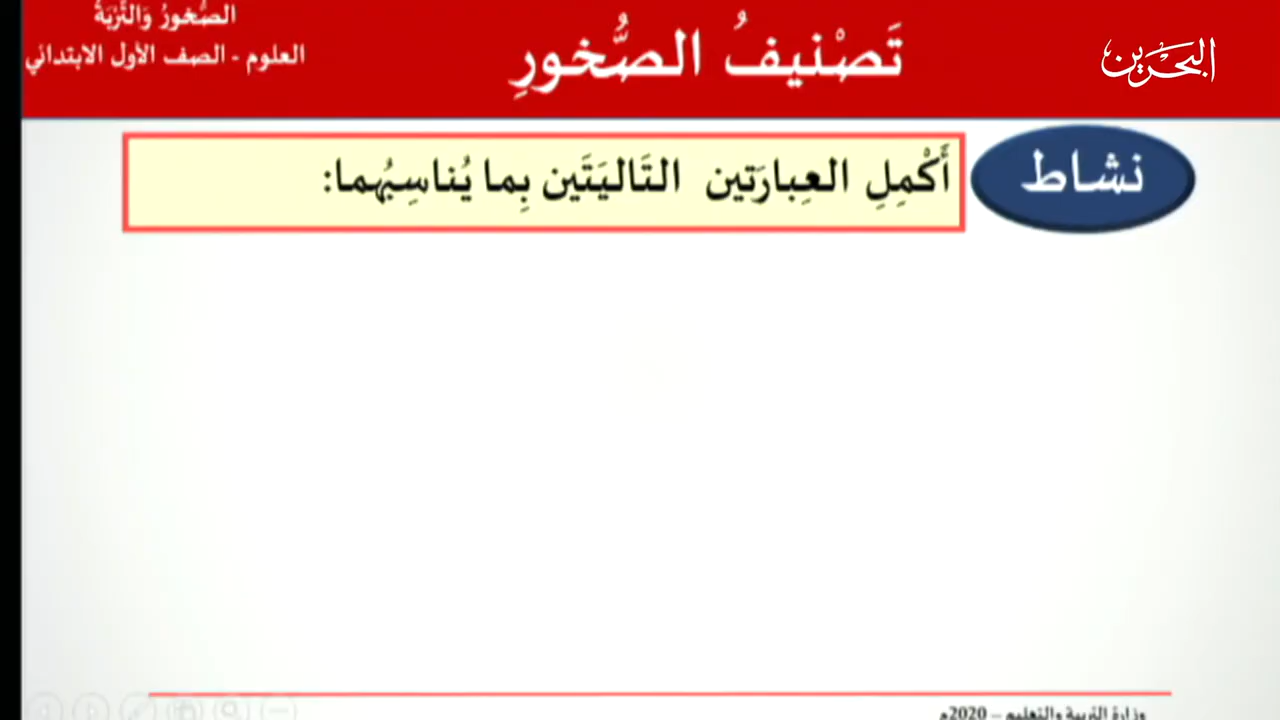 البحرين
تَصْنيفُ الصُّخورِ
الصُّخورُ وَالتُّرْبَةُ
العلوم - الصف الأول الابتدائي
نشاط
أَكْمِلِ العِبارَتين التَاليَتَين بِما يُناسِبُهما:
وزارة التربية والتعليم – 2020م